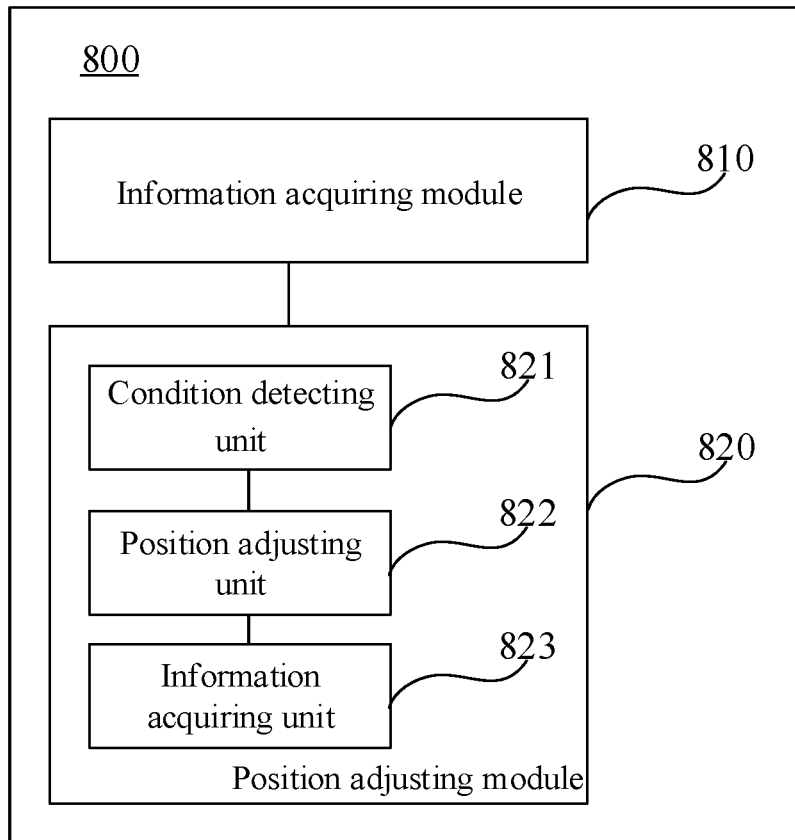 800
Information acquiring module
810
Condition detecting
unit
821
820
Position adjusting
unit
822
Information
acquiring unit
823
Position adjusting module